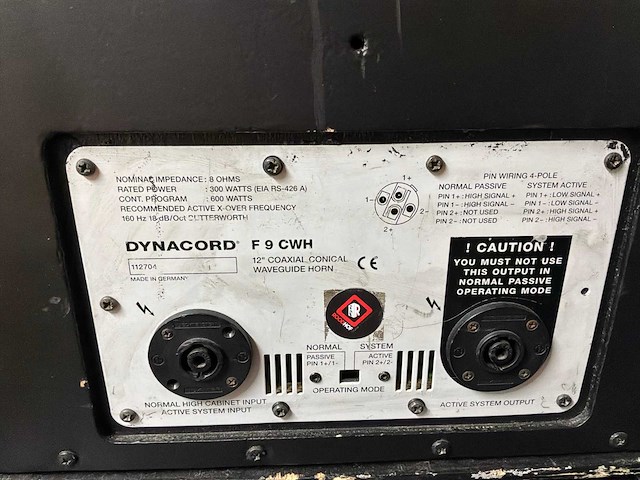 NOMINAL IMPEDANCE : 8 OHMS
RATED POWER : 300 WATTS (EIA RS-426 A)
CONT. PROGRAM : 600 WATTS
RECOMMENDED ACTIVE X-OVER FREQUENCY
160 Hz 18 dB/Oct BUTTERWORTH
DYNACORD® F 9 CWH
112704
MADE IN GERMANY
12" COAXIAL CONICAL
WAVEGUIDE HORN
CE
1+
1−
2−
2+
PIN WIRING 4-POLE
NORMAL PASSIVE
PIN 1+ : HIGH SIGNAL +
PIN 1− : HIGH SIGNAL −
PIN 2+ : NOT USED
PIN 2− : NOT USED
SYSTEM ACTIVE
PIN 1+ : LOW SIGNAL +
PIN 1− : LOW SIGNAL −
PIN 2+ : HIGH SIGNAL +
PIN 2− : HIGH SIGNAL −
! CAUTION !
YOU MUST NOT USE
THIS OUTPUT IN
NORMAL PASSIVE
OPERATING MODE
NORMAL SYSTEM
PASSIVE ACTIVE
PIN 1+/1- PIN 2+/2-
OPERATING MODE
NORMAL HIGH CABINET INPUT
ACTIVE SYSTEM INPUT
ACTIVE SYSTEM OUTPUT